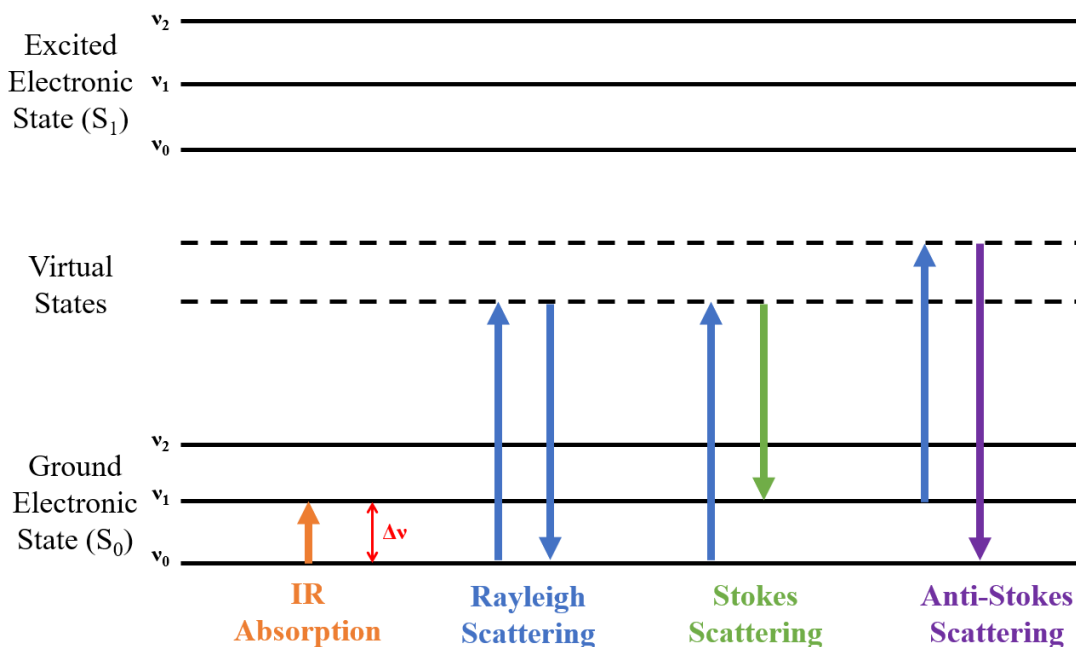 ν₂
Excited
Electronic
State (S₁)
ν₁
ν₀
Virtual
States
ν₂
Ground
Electronic
State (S₀)
ν₁
Δν
ν₀
IR
Absorption
Rayleigh
Scattering
Stokes
Scattering
Anti-Stokes
Scattering